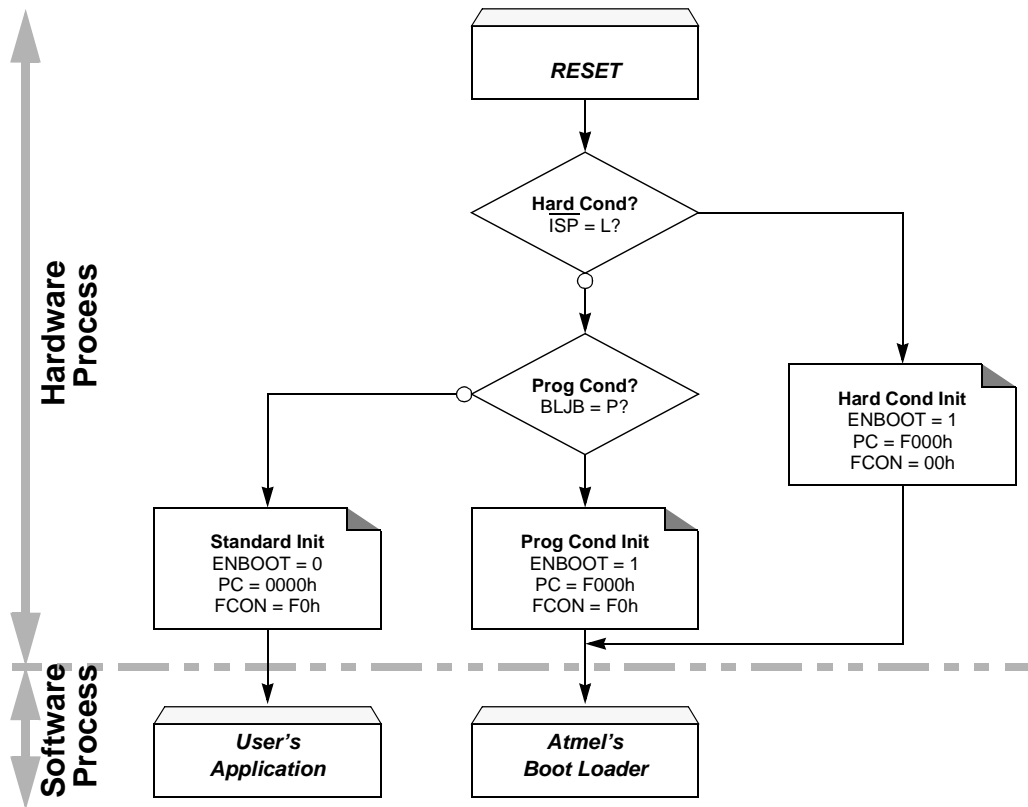 RESET
Hard Cond?
ISP = L?
Prog Cond?
BLJB = P?
Hard Cond Init
ENBOOT = 1
PC = F000h
FCON = 00h
Standard Init
ENBOOT = 0
PC = 0000h
FCON = F0h
Prog Cond Init
ENBOOT = 1
PC = F000h
FCON = F0h
User's
Application
Atmel's
Boot Loader
Hardware
Process
Software
Process